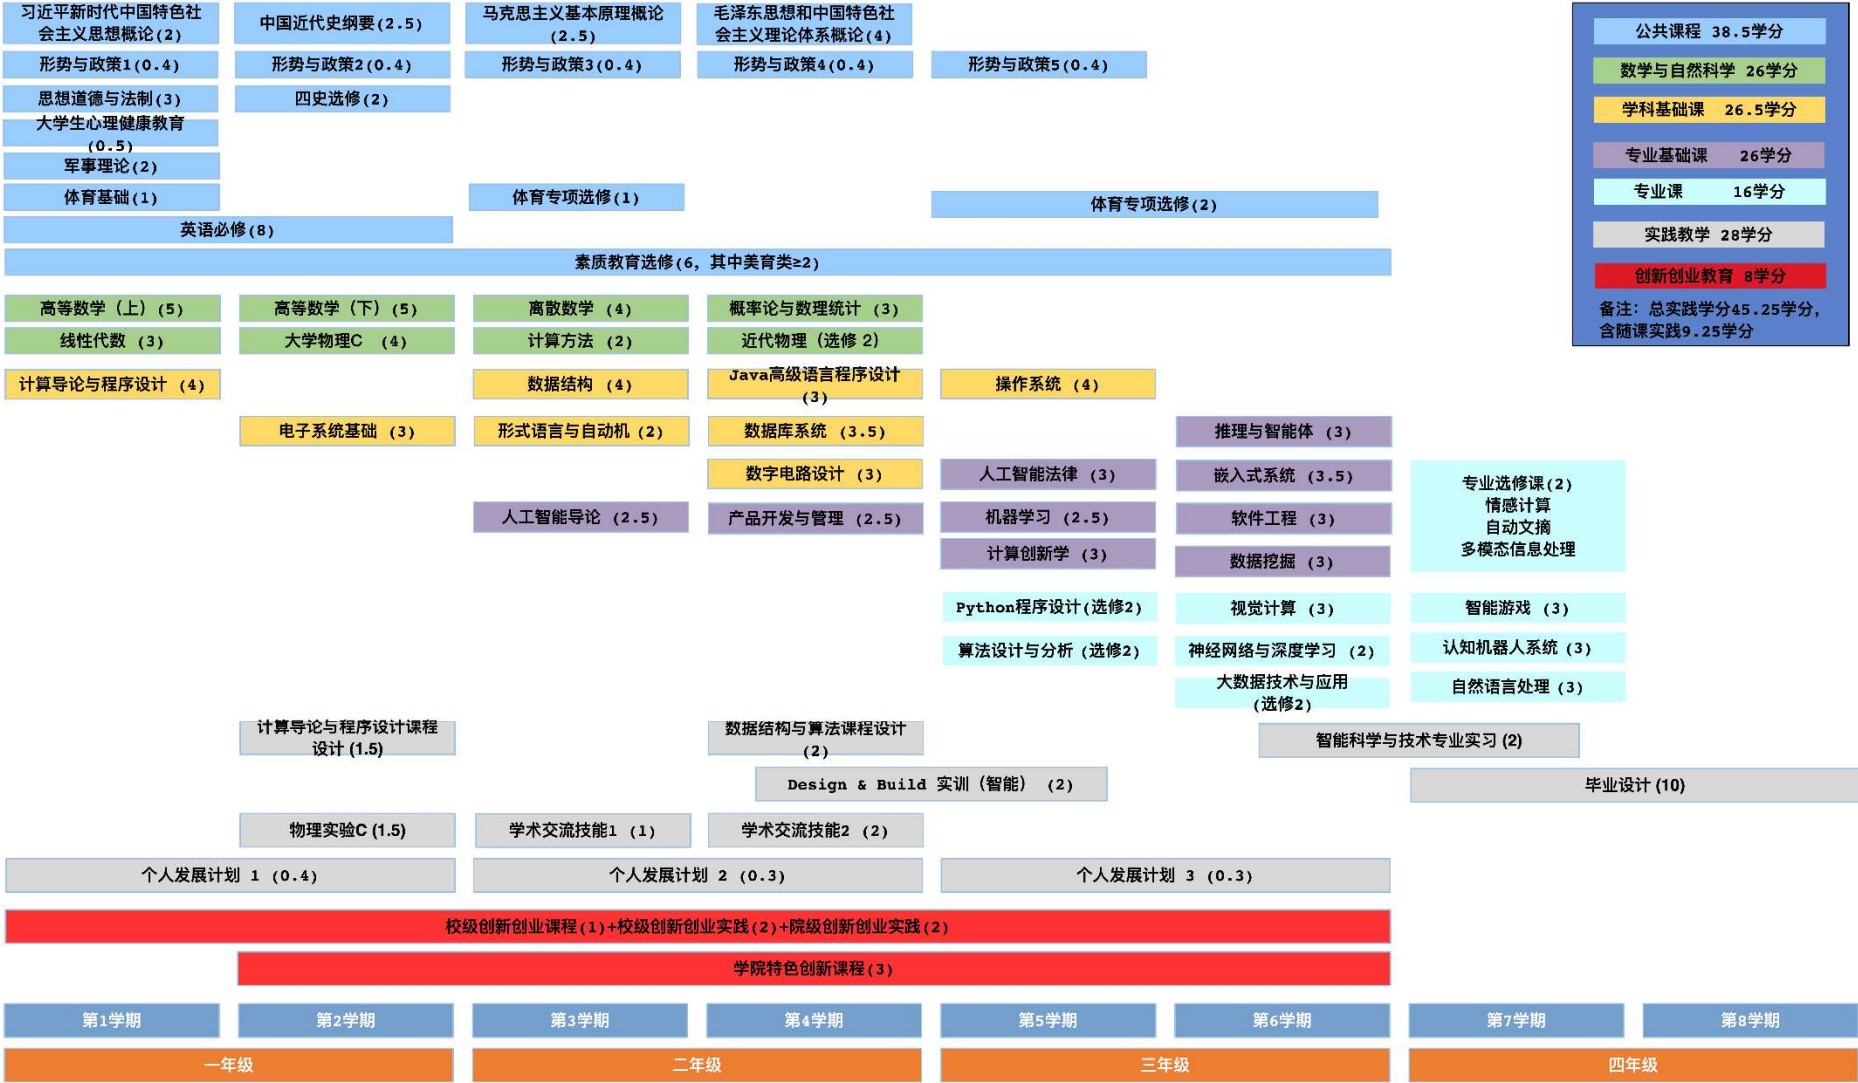 习近平新时代中国特色社
会主义思想概论(2)
中国近代史纲要(2.5)
马克思主义基本原理概论
(2.5)
毛泽东思想和中国特色社
会主义理论体系概论(4)
形势与政策1(0.4)
形势与政策2(0.4)
形势与政策3(0.4)
形势与政策4(0.4)
形势与政策5(0.4)
思想道德与法制(3)
四史选修(2)
大学生心理健康教育
(0.5)
军事理论(2)
体育基础(1)
体育专项选修(1)
体育专项选修(2)
英语必修(8)
素质教育选修(6, 其中美育类≥2)
高等数学（上）(5)
高等数学（下）(5)
离散数学 (4)
概率论与数理统计 (3)
线性代数 (3)
大学物理C (4)
计算方法 (2)
近代物理（选修 2）
计算导论与程序设计 (4)
数据结构 (4)
Java高级语言程序设计
(3)
操作系统 (4)
电子系统基础 (3)
形式语言与自动机 (2)
数据库系统 (3.5)
推理与智能体 (3)
数字电路设计 (3)
人工智能法律 (3)
嵌入式系统 (3.5)
专业选修课(2)
情感计算
自动文摘
多模态信息处理
人工智能导论 (2.5)
产品开发与管理 (2.5)
机器学习 (2.5)
软件工程 (3)
计算创新学 (3)
数据挖掘 (3)
Python程序设计(选修2)
视觉计算 (3)
智能游戏 (3)
算法设计与分析 (选修2)
神经网络与深度学习 (2)
认知机器人系统 (3)
大数据技术与应用
(选修2)
自然语言处理 (3)
计算导论与程序设计课程
设计 (1.5)
数据结构与算法课程设计
(2)
智能科学与技术专业实习 (2)
Design & Build 实训（智能） (2)
毕业设计 (10)
物理实验C (1.5)
学术交流技能1 (1)
学术交流技能2 (2)
个人发展计划 1 (0.4)
个人发展计划 2 (0.3)
个人发展计划 3 (0.3)
校级创新创业课程(1)+校级创新创业实践(2)+院级创新创业实践(2)
学院特色创新课程(3)
第1学期
第2学期
第3学期
第4学期
第5学期
第6学期
第7学期
第8学期
一年级
二年级
三年级
四年级
公共课程 38.5学分
数学与自然科学 26学分
学科基础课 26.5学分
专业基础课 26学分
专业课 16学分
实践教学 28学分
创新创业教育 8学分
备注: 总实践学分45.25学分,
含随课实践9.25学分